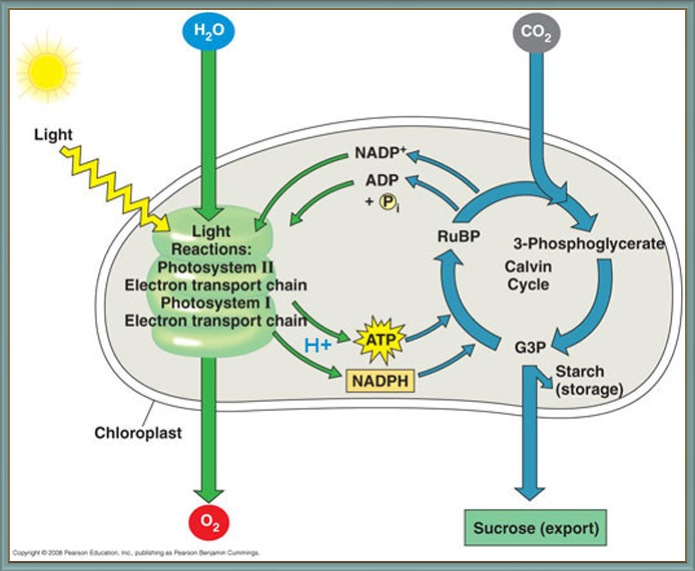 H₂O
CO₂
Light
NADP⁺
ADP
+ Pᵢ
Light
Reactions:
Photosystem II
Electron transport chain
Photosystem I
Electron transport chain
RuBP
3-Phosphoglycerate
Calvin
Cycle
H+
ATP
NADPH
G3P
Starch
(storage)
Chloroplast
O₂
Sucrose (export)
Copyright © 2008 Pearson Education, Inc., publishing as Pearson Benjamin Cummings.